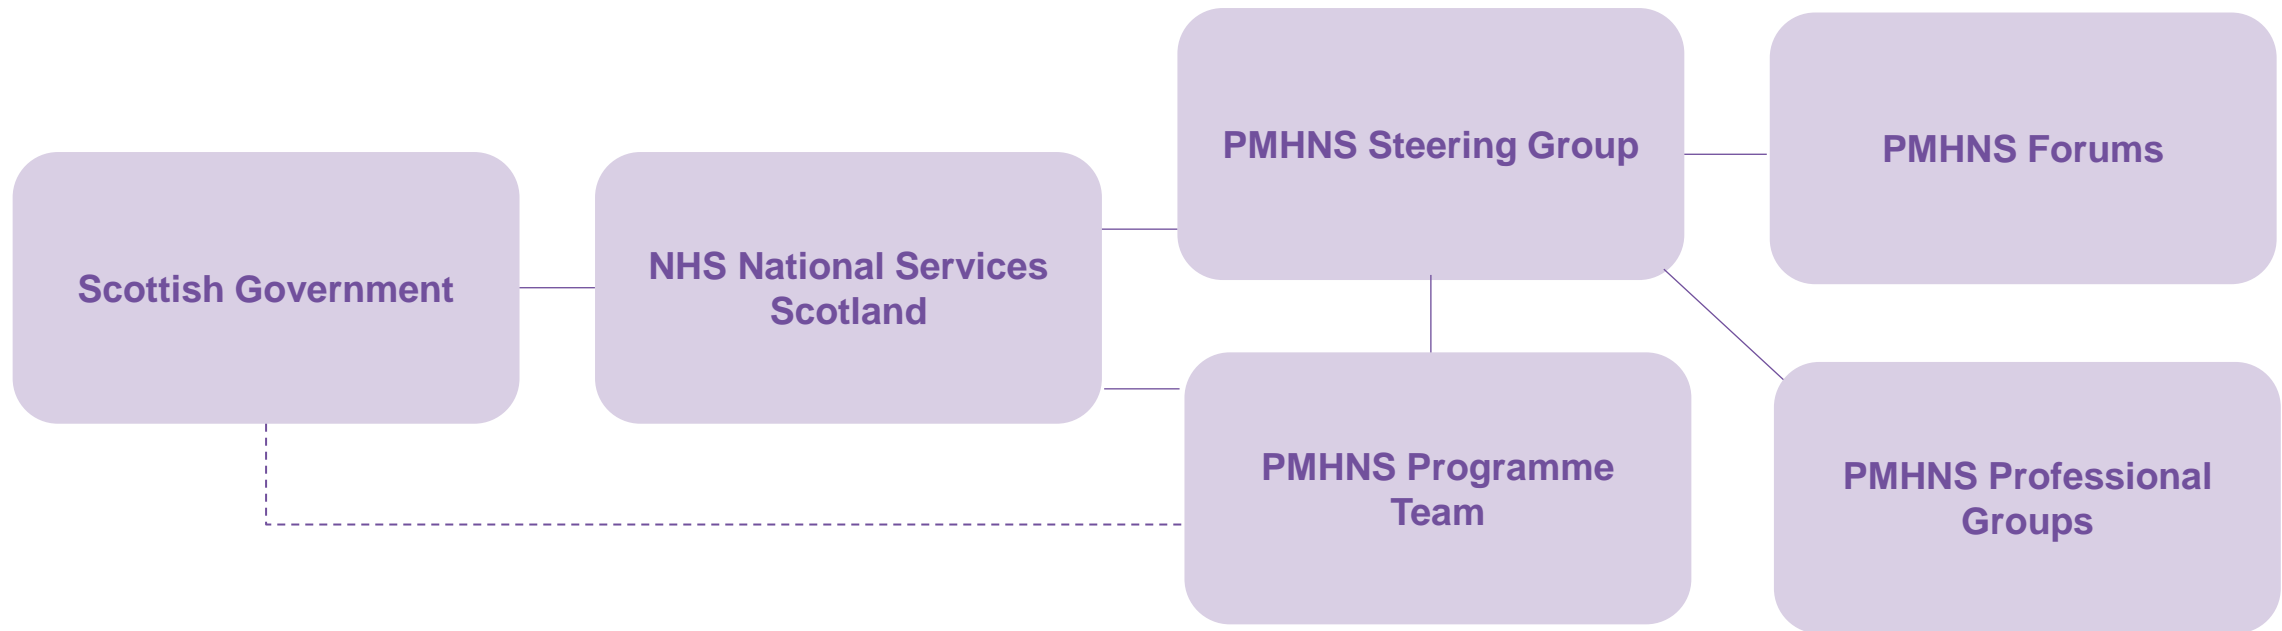 Scottish Government
NHS National Services
Scotland
PMHNS Steering Group
PMHNS Forums
PMHNS Programme
Team
PMHNS Professional
Groups